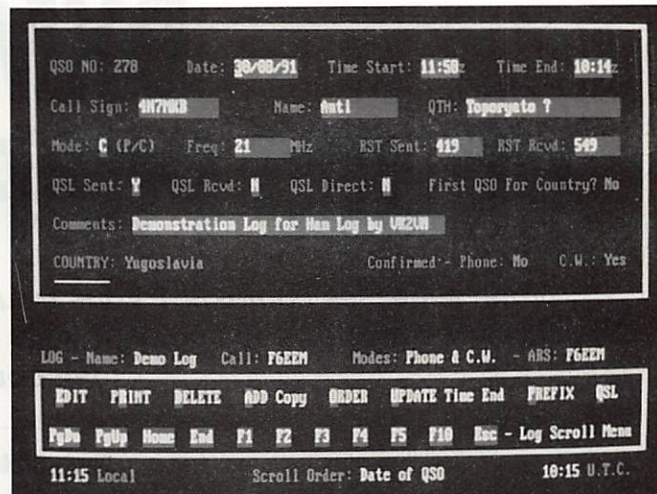 QSO NO: 278 Date: 30/08/91 Time Start: 11:58z Time End: 10:14z
Call Sign: 4N7MKB Name: Anti QTH: Toporyato ?
Mode: C (P/C) Freq: 21 MHz RST Sent: 419 RST Rcvd: 549
QSL Sent: Y QSL Rcvd: N QSL Direct: N First QSO For Country? No
Comments: Demonstration Log for Ham Log by VK2VN
COUNTRY: Yugoslavia Confirmed - Phone: No C.W.: Yes
LOG - Name: Demo Log Call: F6EEM Modes: Phone & C.W. - ARS: F6EEM
EDIT PRINT DELETE ADD Copy ORDER UPDATE Time End PREFIX QSL
PgDn PgUp Home End F1 F2 F3 F4 F5 F10 Esc - Log Scroll Menu
11:15 Local Scroll Order: Date of QSO 10:15 U.T.C.